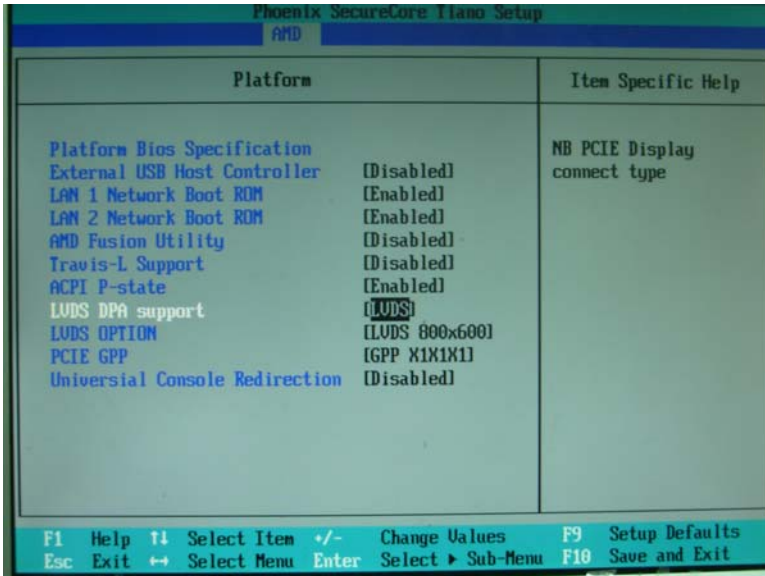 Phoenix SecureCore Tiano Setup
AMD
Platform
Item Specific Help
Platform Bios Specification
External USB Host Controller [Disabled]
LAN 1 Network Boot ROM [Enabled]
LAN 2 Network Boot ROM [Enabled]
AMD Fusion Utility [Disabled]
Travis-L Support [Disabled]
ACPI P-state [Enabled]
LVDS DPA support [LVDS]
LVDS OPTION [LVDS 800x600]
PCIE GPP [GPP X1X1X1]
Universial Console Redirection [Disabled]
NB PCIE Display
connect type
F1 Help ↑↓ Select Item +/- Change Values F9 Setup Defaults
Esc Exit ↔ Select Menu Enter Select ▶ Sub-Menu F10 Save and Exit